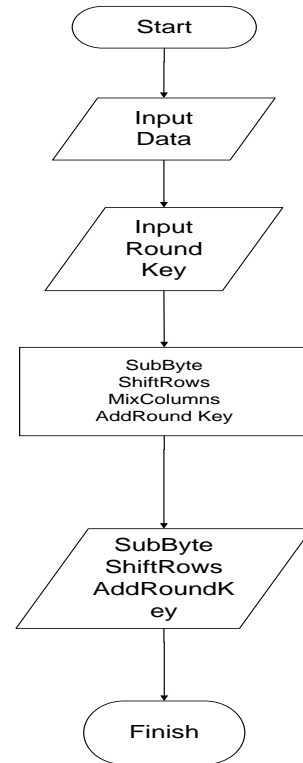 Start
Input
Data
Input
Round
Key
SubByte
ShiftRows
MixColumns
AddRound Key
SubByte
ShiftRows
AddRoundK
ey
Finish